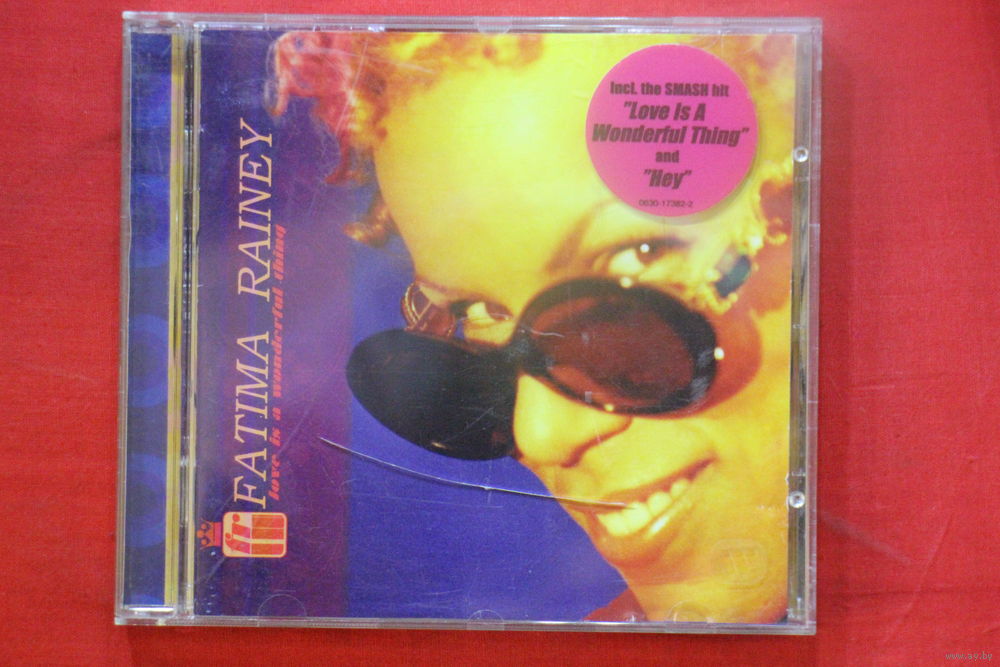 FATIMA RAINEY
love is a wonderful thing
fr
Incl. the SMASH hit
"Love Is A
Wonderful Thing"
and
"Hey"
0630-17382-2
www.ay.by